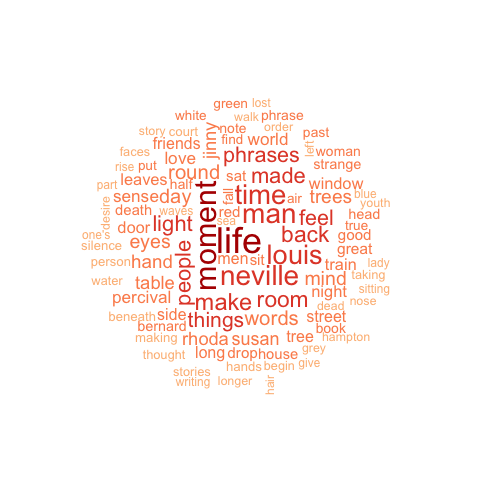 green lost
white walk phrase
story court jinny note order past
faces friends find world left woman
rise put love round phrases strange
leaves half sat made window
part sense day fall air trees blue
desire death moment red time man feel head youth
one's door waves light sea life back true
silence eyes people men sit louis good great
person hand neville mind train lady
water table night taking sitting
percival make room dead nose
beneath side things words street
bernard rhoda susan tree book hampton
making long drop house grey
thought hands begin give
stories longer hair
writing